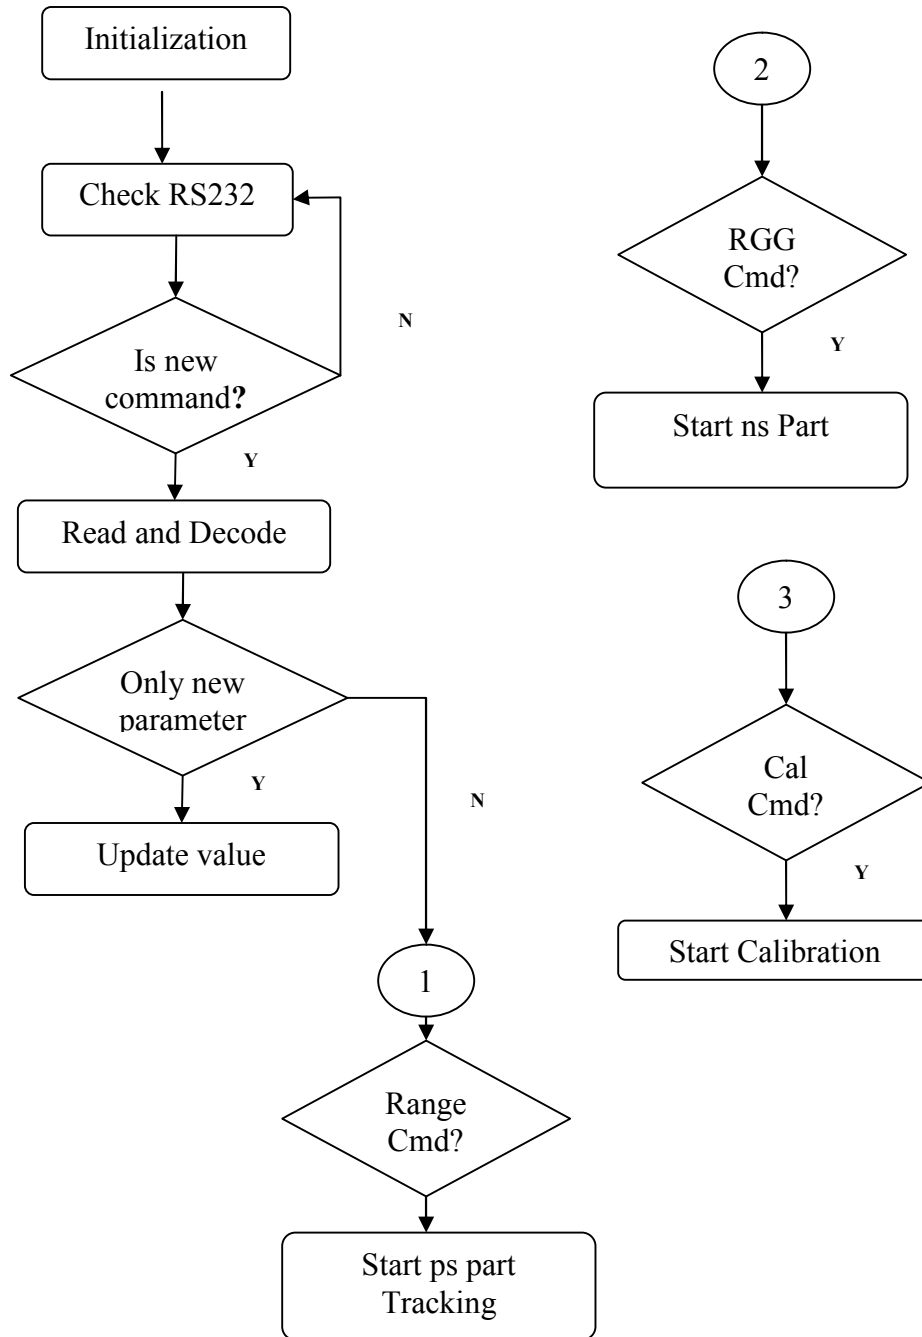 Initialization
Check RS232
N
Is new
command?
Y
Read and Decode
Only new
parameter
Y
N
Update value
1
Range
Cmd?
Start ps part
Tracking
2
RGG
Cmd?
Y
Start ns Part
3
Cal
Cmd?
Y
Start Calibration